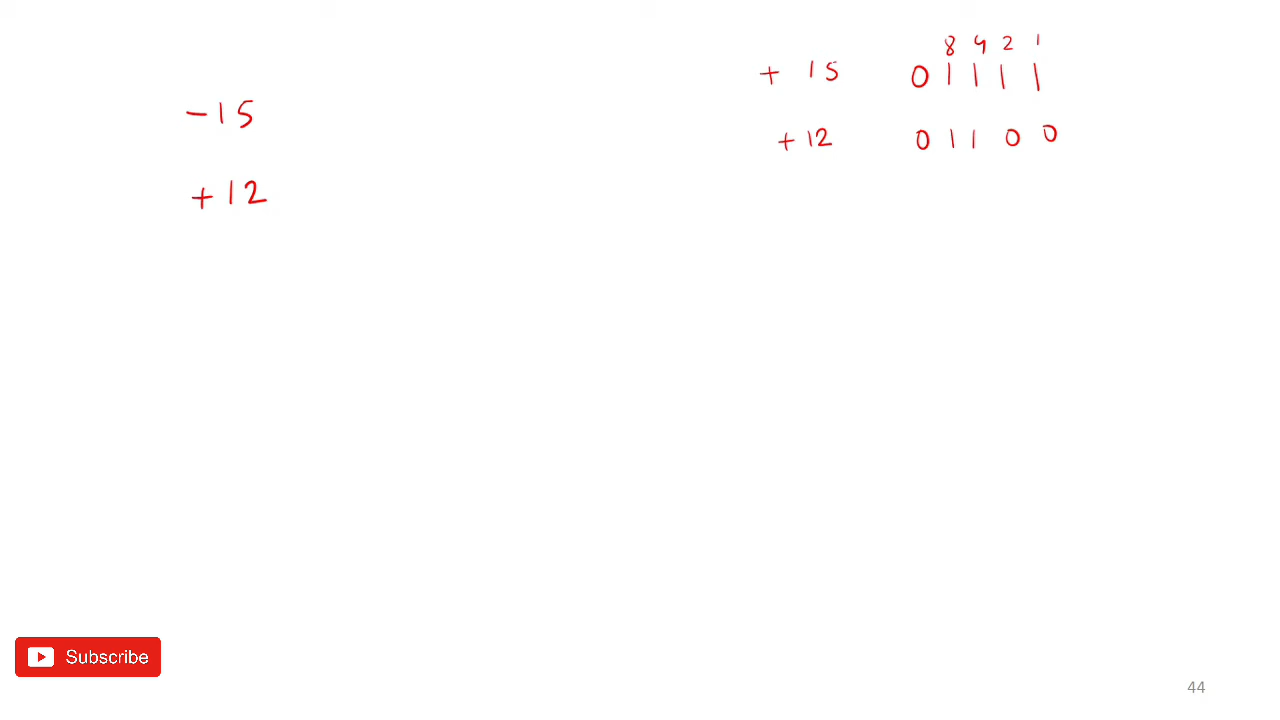 -15
+12
8 4 2 1
+ 15 0 1 1 1 1
+12 0 1 1 0 0
Subscribe
44